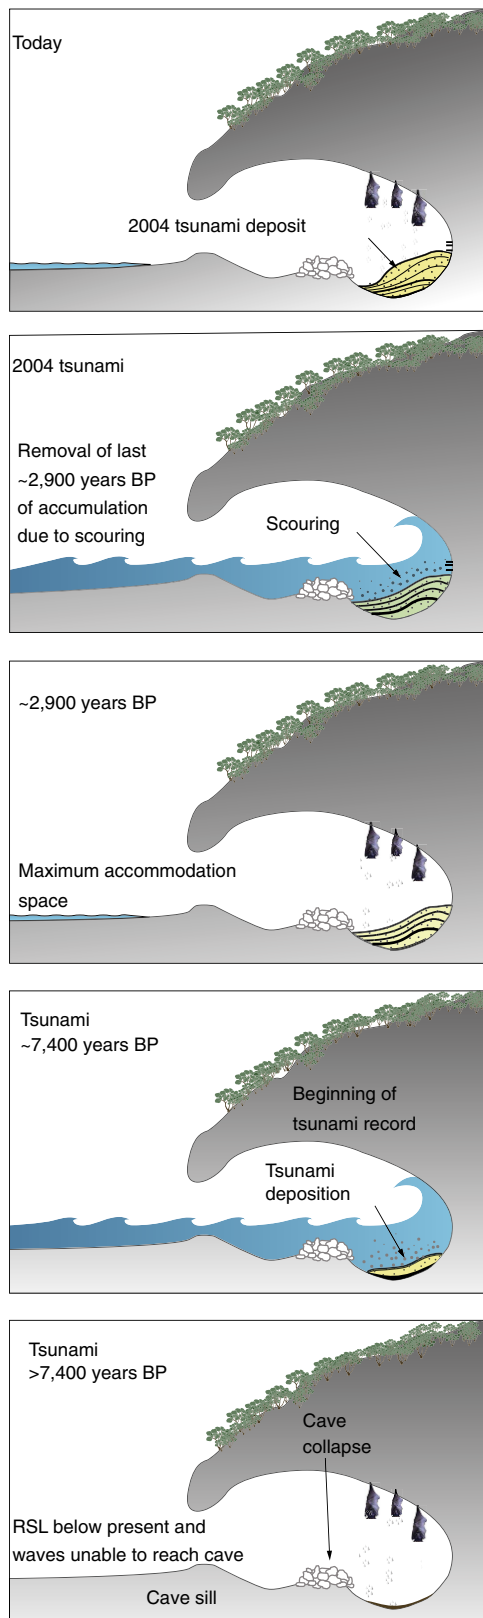 Today
2004 tsunami deposit
2004 tsunami
Removal of last
~2,900 years BP
of accumulation
due to scouring
Scouring
~2,900 years BP
Maximum accommodation
space
Tsunami
~7,400 years BP
Beginning of
tsunami record
Tsunami
deposition
Tsunami
>7,400 years BP
Cave
collapse
RSL below present and
waves unable to reach cave
Cave sill